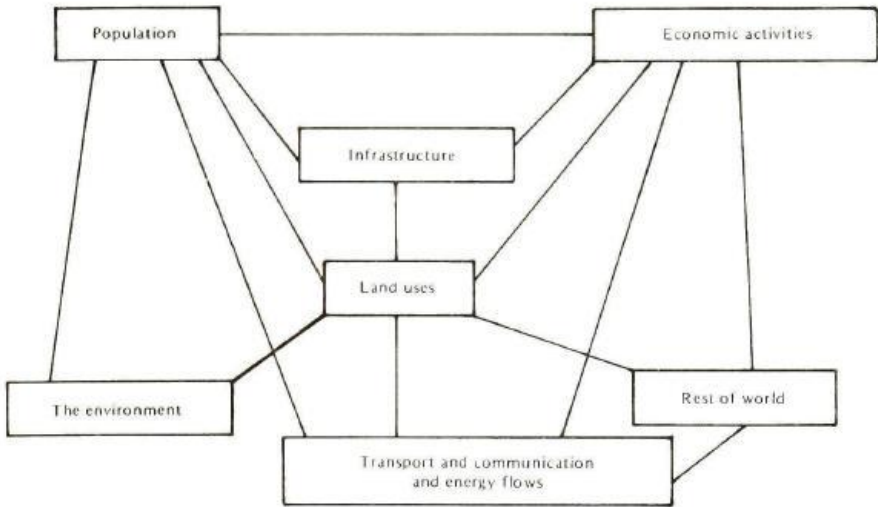 Population
Economic activities
Infrastructure
Land uses
The environment
Rest of world
Transport and communication
and energy flows